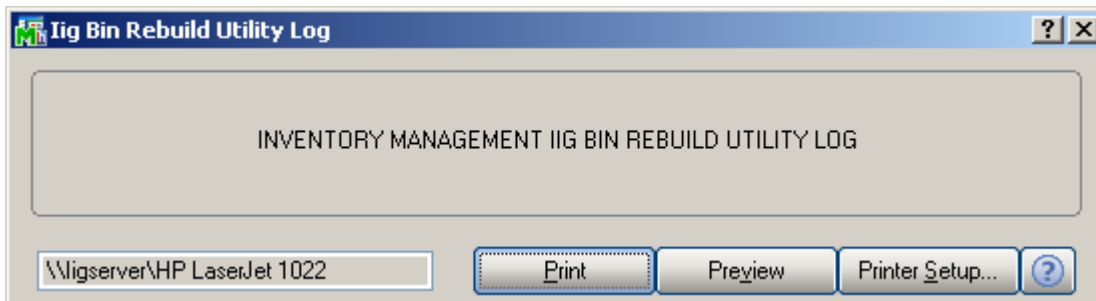 Iig Bin Rebuild Utility Log
INVENTORY MANAGEMENT IIG BIN REBUILD UTILITY LOG
\\Iigserver\HP LaserJet 1022 Print Preview Printer Setup...